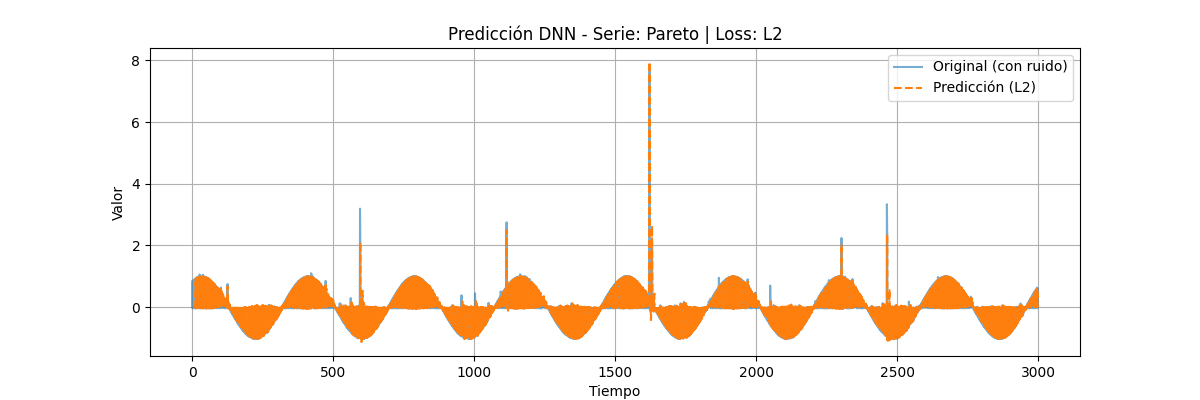 Predicción DNN - Serie: Pareto | Loss: L2
Original (con ruido)
Predicción (L2)
Valor
8
6
4
2
0
0
500
1000
1500
2000
2500
3000
Tiempo